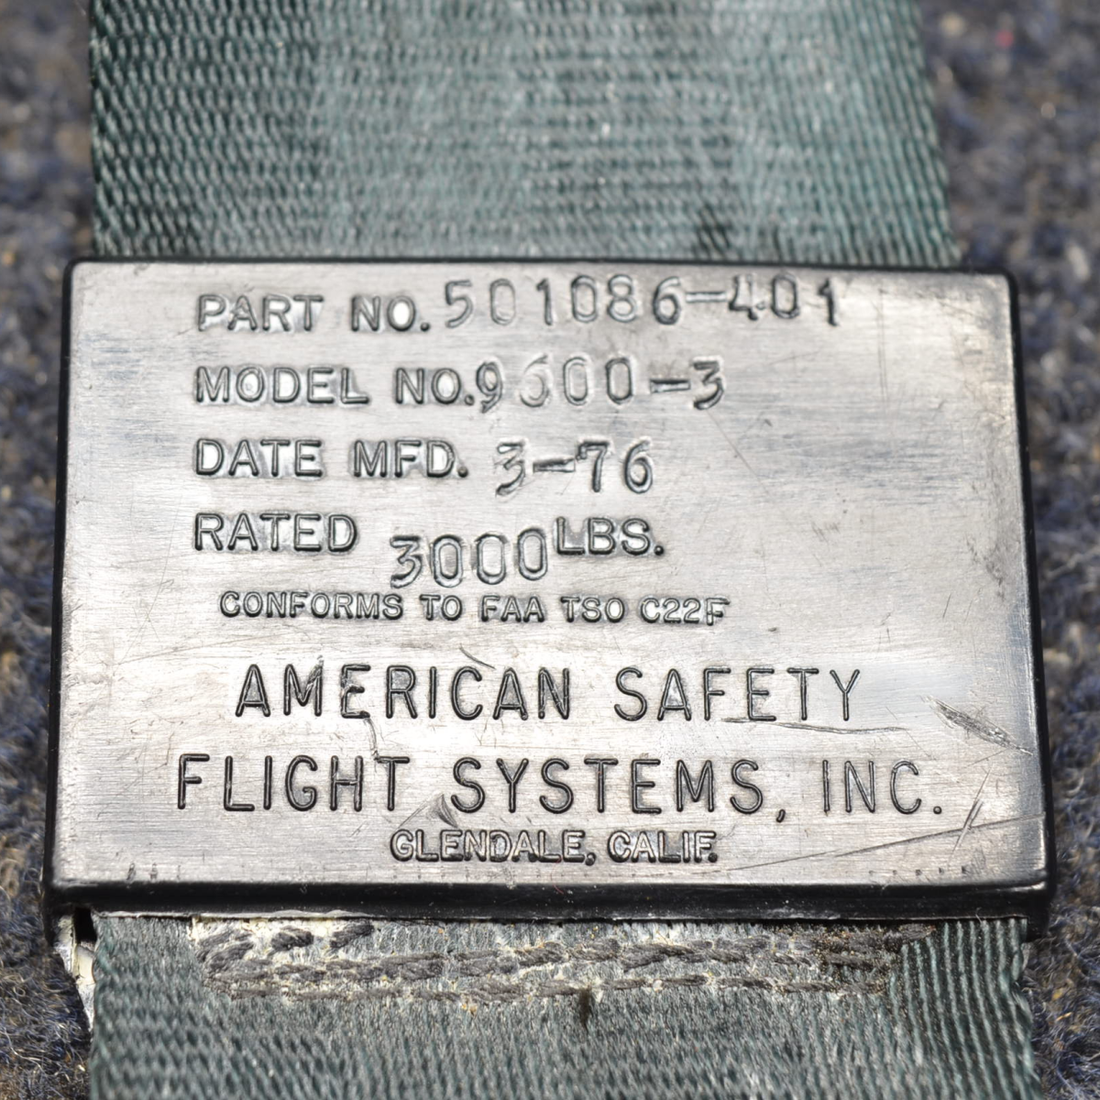 PART NO. 501086-401
MODEL NO. 9600-3
DATE MFD. 3-76
RATED 3000 LBS.
CONFORMS TO FAA TSO C22F
AMERICAN SAFETY
FLIGHT SYSTEMS, INC.
GLENDALE, CALIF.